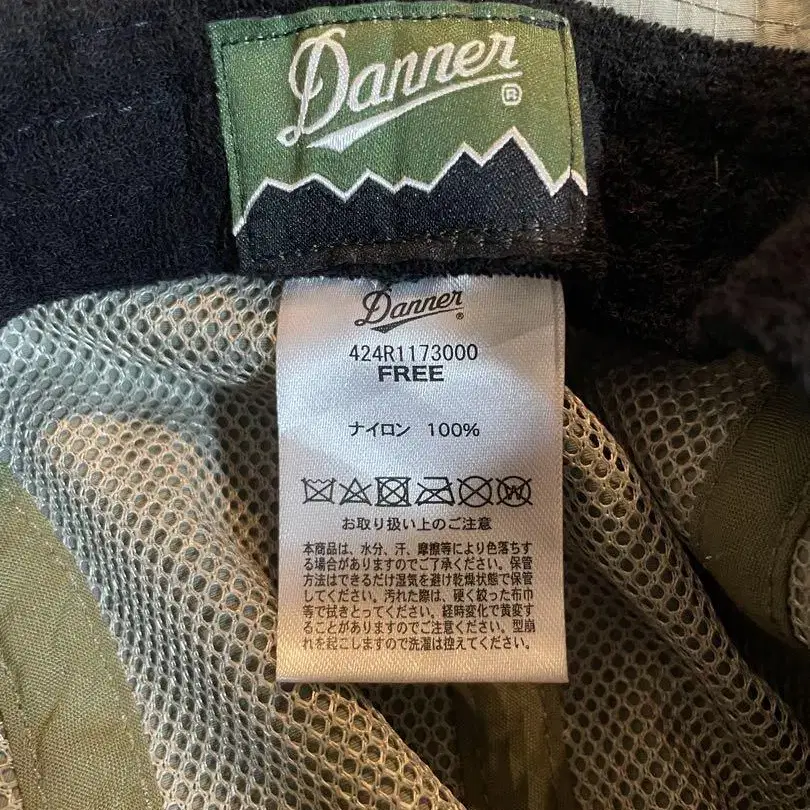 Danner
®
Danner
®
424R1173000
FREE
ナイロン 100%
お取り扱い上のご注意
本商品は、水分、汗、摩擦等により色落ちす
る場合がありますのでご了承ください。保管
方法はできるだけ湿気を避け乾燥状態で保管
してください。汚れた際は、硬く絞った布巾
等で拭きとってください。経時変化で黄変す
ることがありますのでご注意ください。型崩
れを起こしますので洗濯は控えてください。